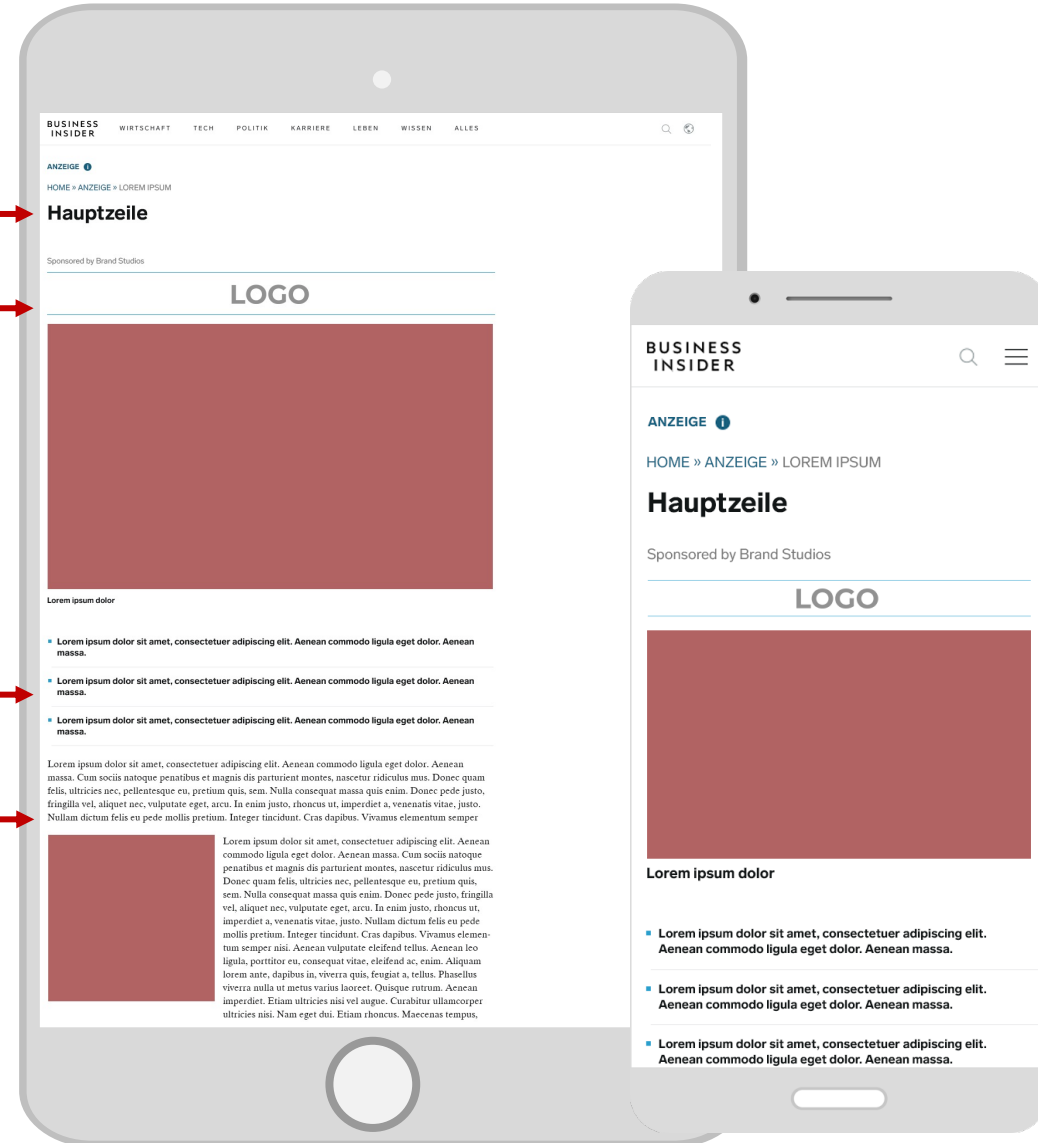 BUSINESS
INSIDER
WIRTSCHAFT TECH POLITIK KARRIERE LEBEN WISSEN ALLES
ANZEIGE i
HOME » ANZEIGE » LOREM IPSUM
Hauptzeile
Sponsored by Brand Studios
LOGO
Lorem ipsum dolor
Lorem ipsum dolor sit amet, consectetuer adipiscing elit. Aenean commodo ligula eget dolor. Aenean
massa.
Lorem ipsum dolor sit amet, consectetuer adipiscing elit. Aenean commodo ligula eget dolor. Aenean
massa.
Lorem ipsum dolor sit amet, consectetuer adipiscing elit. Aenean commodo ligula eget dolor. Aenean
massa.
Lorem ipsum dolor sit amet, consectetuer adipiscing elit. Aenean commodo ligula eget dolor. Aenean
massa. Cum sociis natoque penatibus et magnis dis parturient montes, nascetur ridiculus mus. Donec quam
felis, ultricies nec, pellentesque eu, pretium quis, sem. Nulla consequat massa quis enim. Donec pede justo,
fringilla vel, aliquet nec, vulputate eget, arcu. In enim justo, rhoncus ut, imperdiet a, venenatis vitae, justo.
Nullam dictum felis eu pede mollis pretium. Integer tincidunt. Cras dapibus. Vivamus elementum semper
Lorem ipsum dolor sit amet, consectetuer adipiscing elit. Aenean
commodo ligula eget dolor. Aenean massa. Cum sociis natoque
penatibus et magnis dis parturient montes, nascetur ridiculus mus.
Donec quam felis, ultricies nec, pellentesque eu, pretium quis,
sem. Nulla consequat massa quis enim. Donec pede justo, fringilla
vel, aliquet nec, vulputate eget, arcu. In enim justo, rhoncus ut,
imperdiet a, venenatis vitae, justo. Nullam dictum felis eu pede
mollis pretium. Integer tincidunt. Cras dapibus. Vivamus elemen-
tum semper nisi. Aenean vulputate eleifend tellus. Aenean leo
ligula, porttitor eu, consequat vitae, eleifend ac, enim. Aliquam
lorem ante, dapibus in, viverra quis, feugiat a, tellus. Phasellus
viverra nulla ut metus varius laoreet. Quisque rutrum. Aenean
imperdiet. Etiam ultricies nisi vel augue. Curabitur ullamcorper
ultricies nisi. Nam eget dui. Etiam rhoncus. Maecenas tempus,
BUSINESS
INSIDER
ANZEIGE i
HOME » ANZEIGE » LOREM IPSUM
Hauptzeile
Sponsored by Brand Studios
LOGO
Lorem ipsum dolor
Lorem ipsum dolor sit amet, consectetuer adipiscing elit.
Aenean commodo ligula eget dolor. Aenean massa.
Lorem ipsum dolor sit amet, consectetuer adipiscing elit.
Aenean commodo ligula eget dolor. Aenean massa.
Lorem ipsum dolor sit amet, consectetuer adipiscing elit.
Aenean commodo ligula eget dolor. Aenean massa.